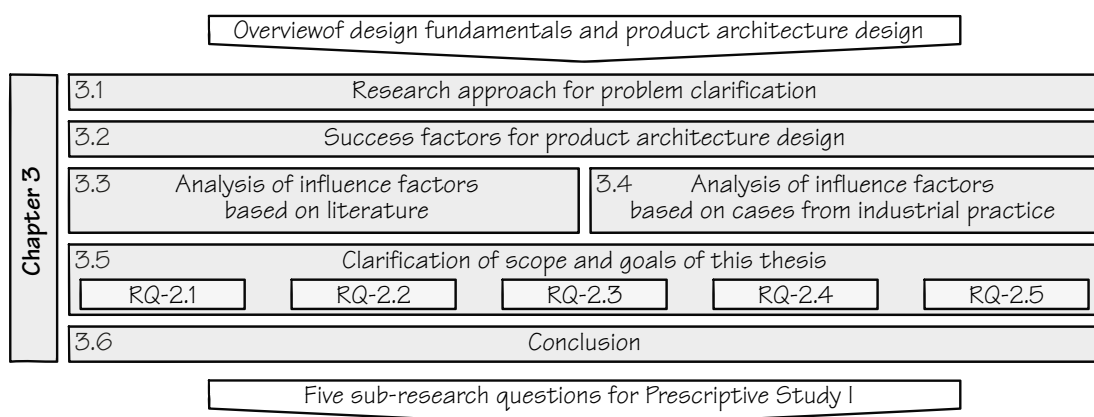 Overviewof design fundamentals and product architecture design
Chapter 3
3.1 Research approach for problem clarification
3.2 Success factors for product architecture design
3.3 Analysis of influence factors
based on literature
3.4 Analysis of influence factors
based on cases from industrial practice
3.5 Clarification of scope and goals of this thesis
RQ-2.1 RQ-2.2 RQ-2.3 RQ-2.4 RQ-2.5
3.6 Conclusion
Five sub-research questions for Prescriptive Study I